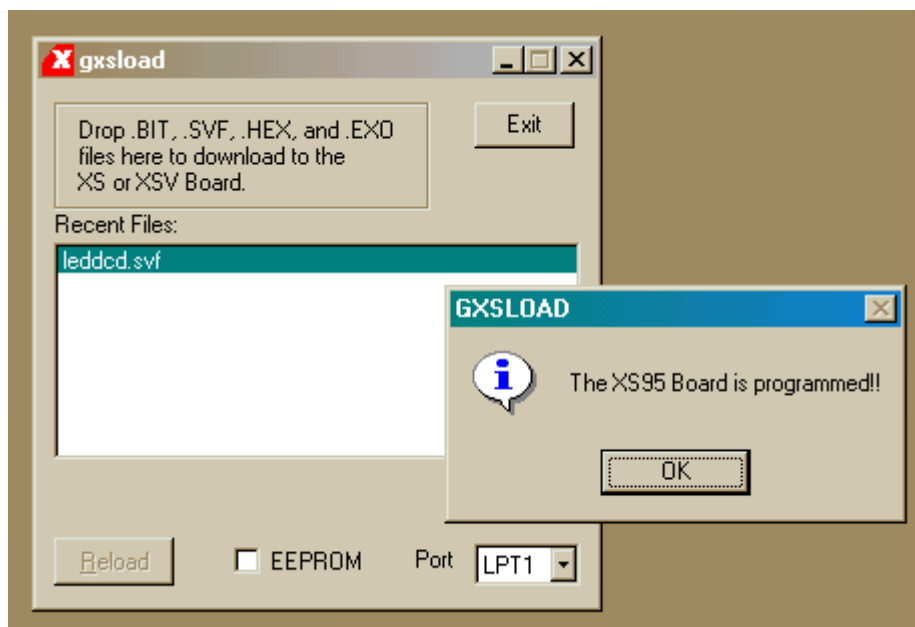 gxsload
Drop .BIT, .SVF, .HEX, and .EXO
files here to download to the
XS or XSV Board.
Exit
Recent Files:
leddcd.svf
GXSLOAD
The XS95 Board is programmed!!
OK
Reload
EEPROM
Port
LPT1